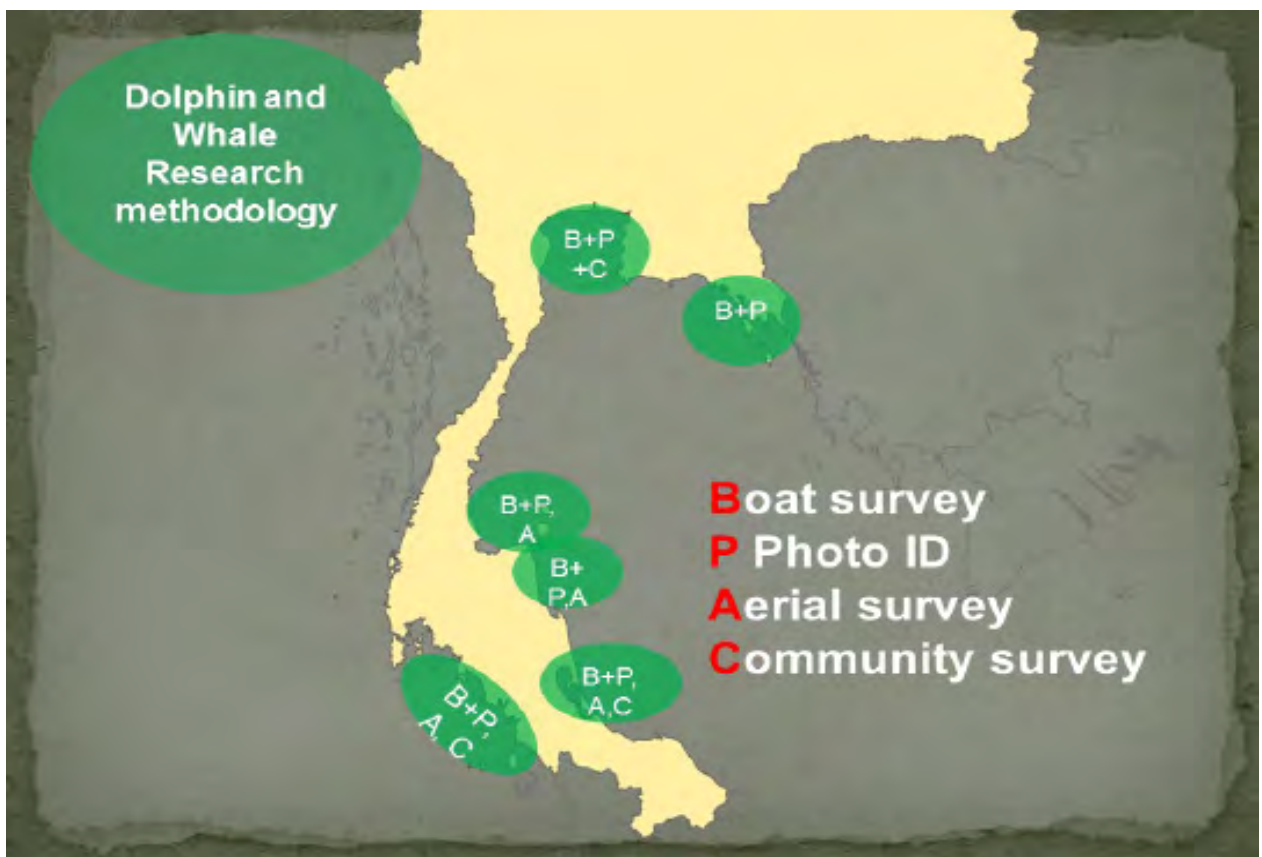 Dolphin and
Whale
Research
methodology
B+P
+C
B+P
B+P,
A
B+
P,A
B+P,
A,C
B+P,
A, C
Boat survey
P Photo ID
Aerial survey
Community survey